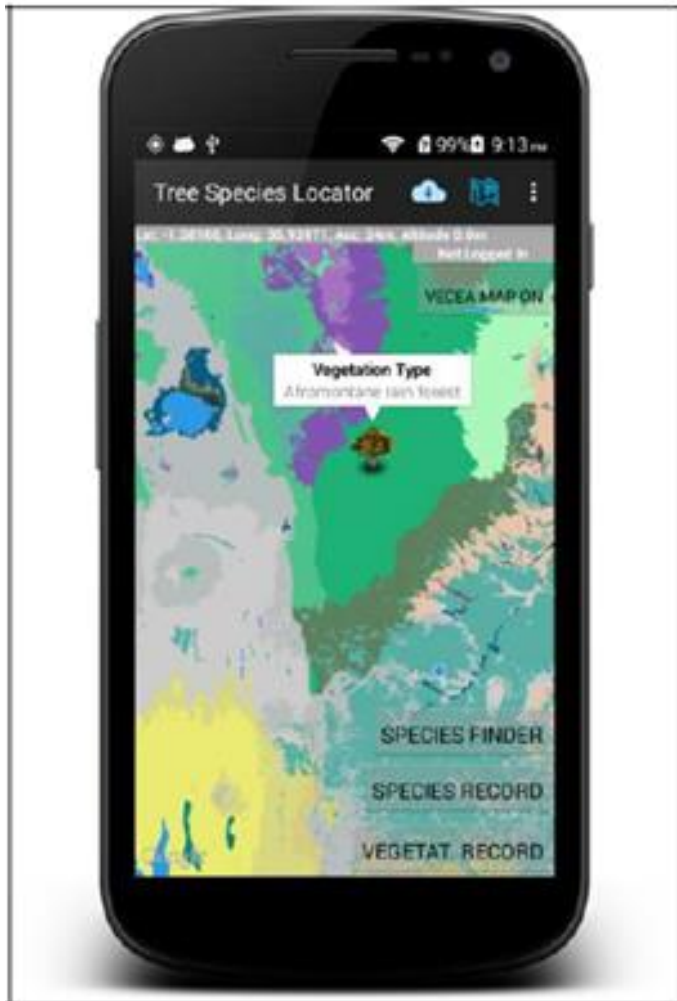 99% 9:13 PM
Tree Species Locator
Not Logged In
VECEA MAP ON
Vegetation Type
Afromontane rain forest
SPECIES FINDER
SPECIES RECORD
VEGETAT. RECORD